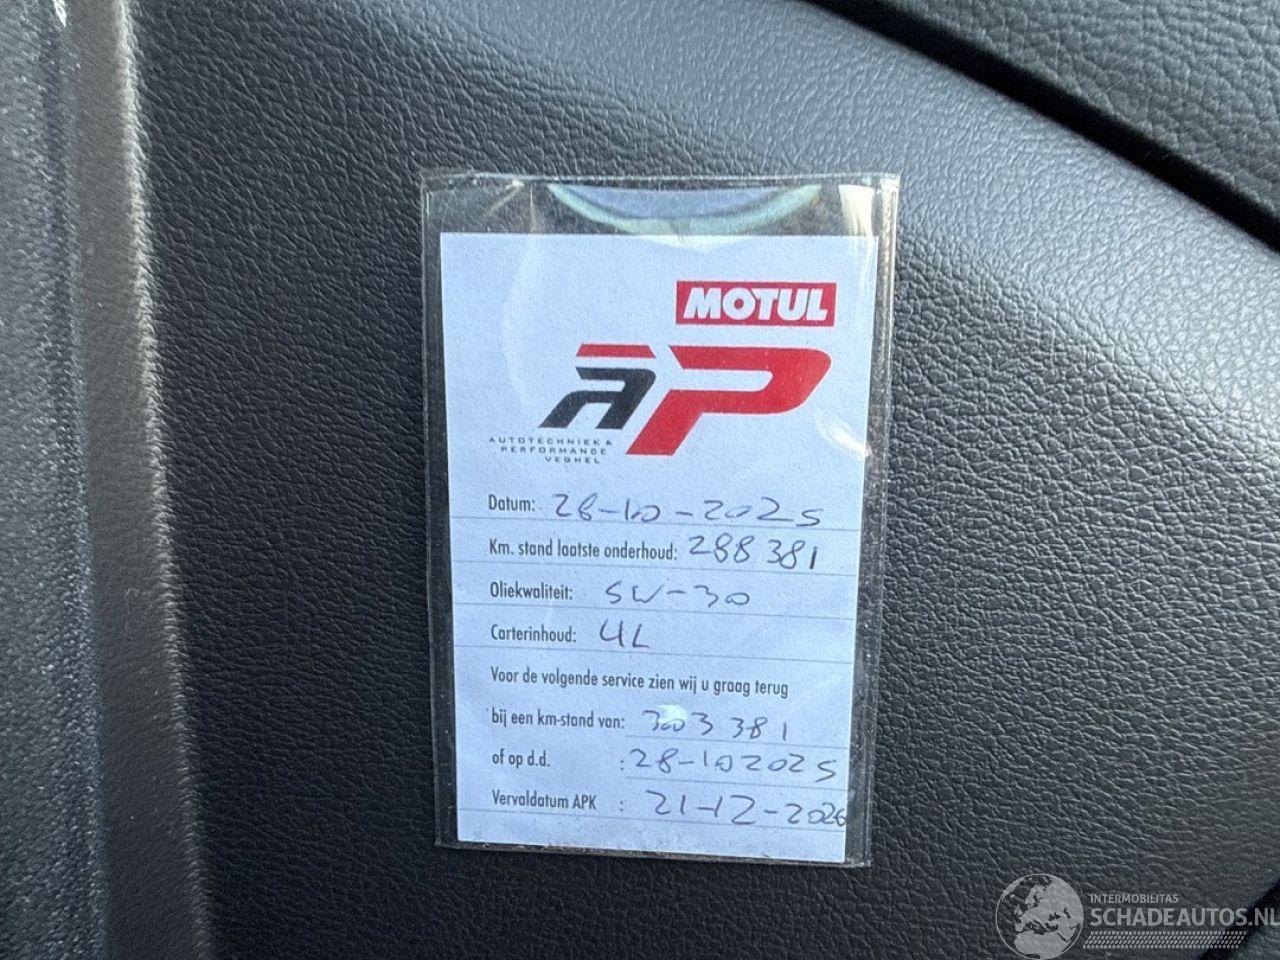 MOTUL
AP
AUTOTECHNIEK &
PERFORMANCE
VEGHEL
Datum: 28-10-2025
Km. stand laatste onderhoud: 288381
Oliekwaliteit: 5W-30
Carterinhoud: 4L
Voor de volgende service zien wij u graag terug
bij een km-stand van: 303381
of op d.d. : 28-10 2025
Vervaldatum APK : 21-12-2026
INTERMOBILITAS
SCHADEAUTOS.NL